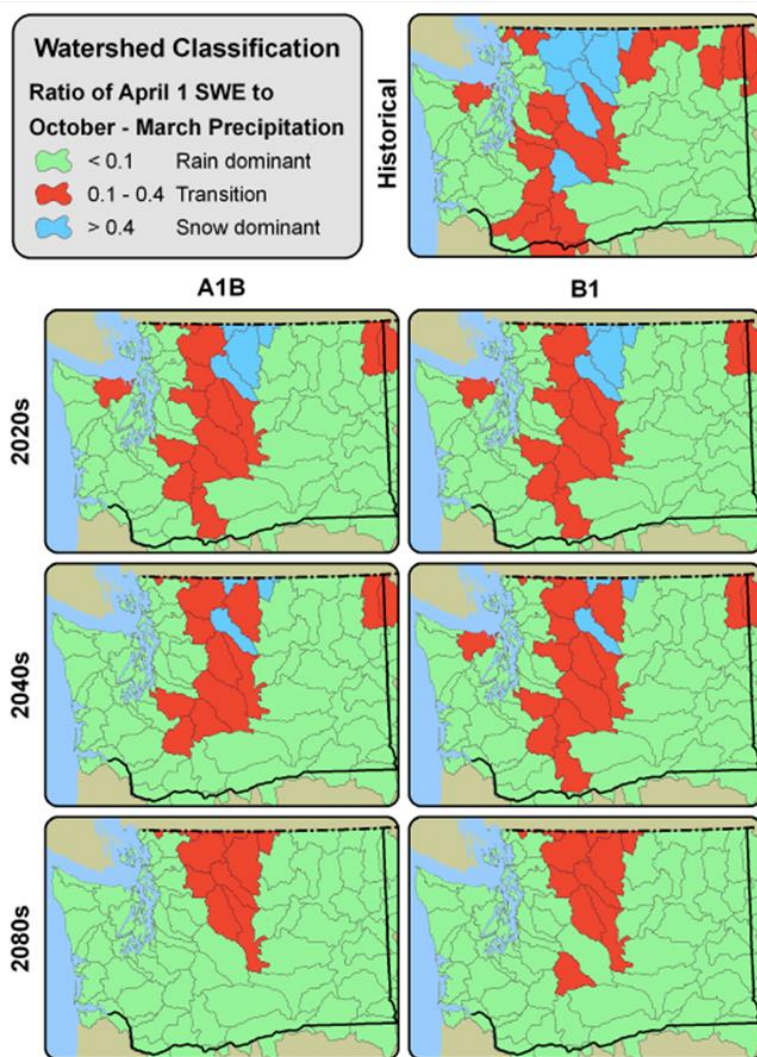 Watershed Classification
Ratio of April 1 SWE to
October - March Precipitation
< 0.1 Rain dominant
0.1 - 0.4 Transition
> 0.4 Snow dominant
Historical
A1B
B1
2020s
2040s
2080s